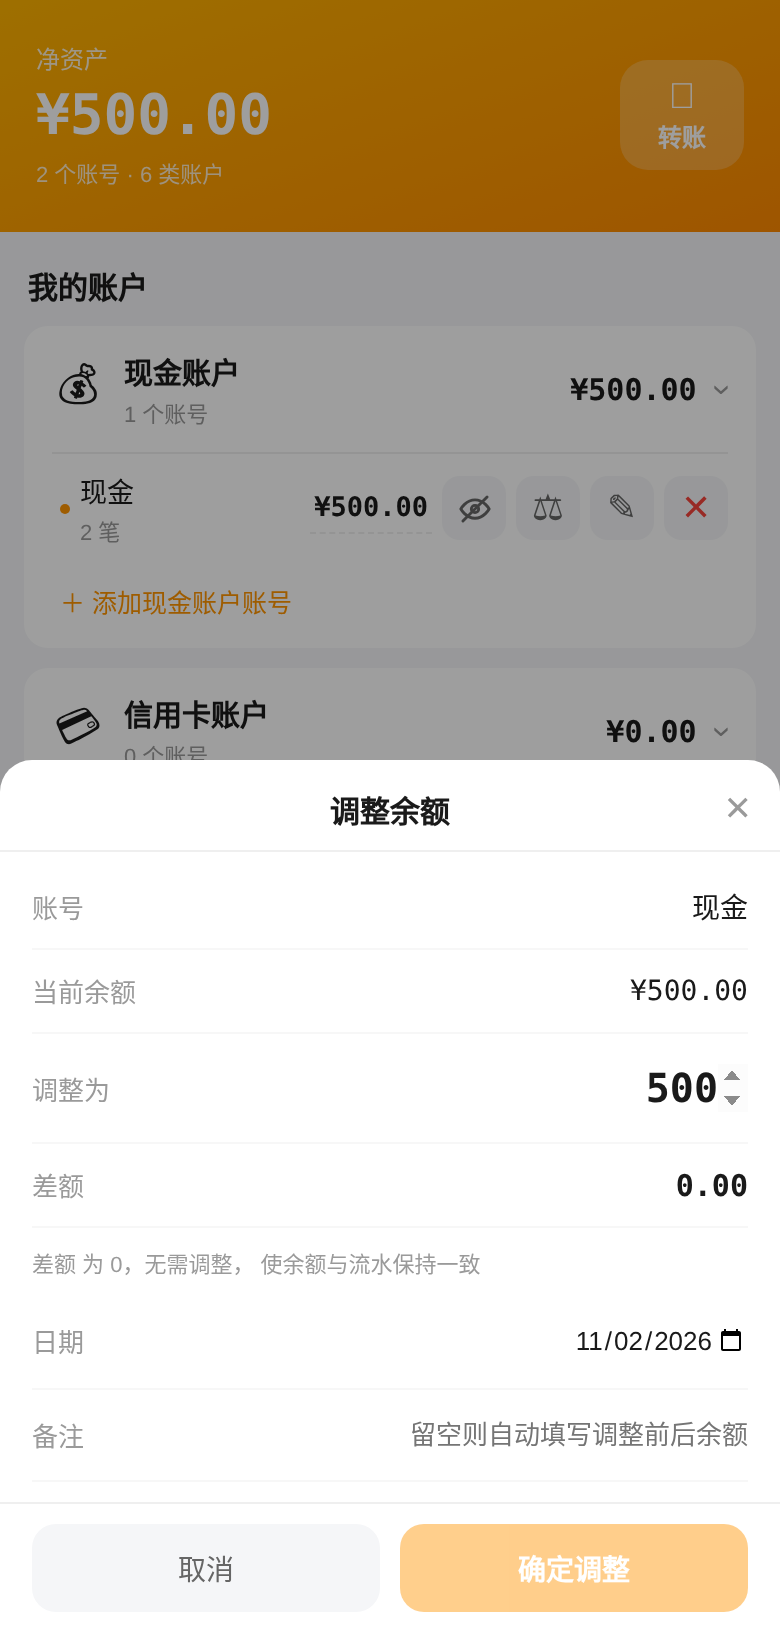 净资产
¥500.00
2 个账号 · 6 类账户
转账
我的账户
现金账户
1 个账号
¥500.00
现金
2 笔
¥500.00
＋ 添加现金账户账号
信用卡账户
0 个账号
¥0.00
调整余额
账号
现金
当前余额
¥500.00
调整为
500
差额
0.00
差额 为 0，无需调整， 使余额与流水保持一致
日期
11/02/2026
备注
留空则自动填写调整前后余额
取消
确定调整